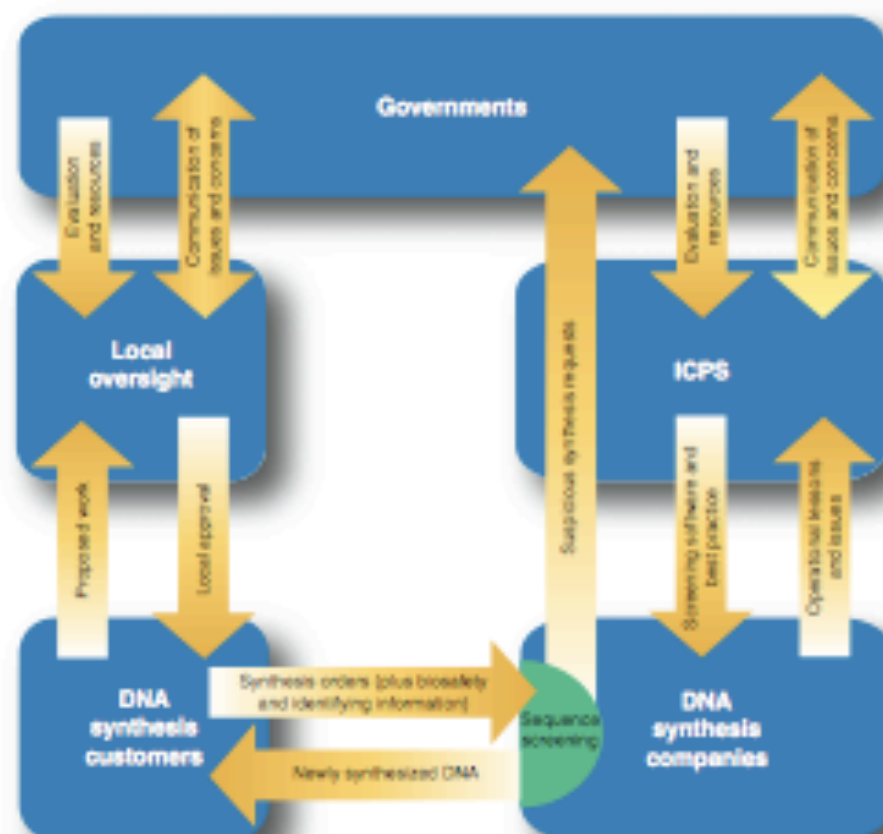 Governments
Evaluation
and resources
Communication of
issues and concerns
Evaluation and
resources
Communication of
issues and concerns
Suspicious synthesis requests
Local
oversight
ICPS
Proposed work
Local approval
Screening software and
best practice
Operational lessons
and issues
Synthesis orders (plus biosafety
and identifying information)
Sequence
screening
Newly synthesized DNA
DNA
synthesis
customers
DNA
synthesis
companies